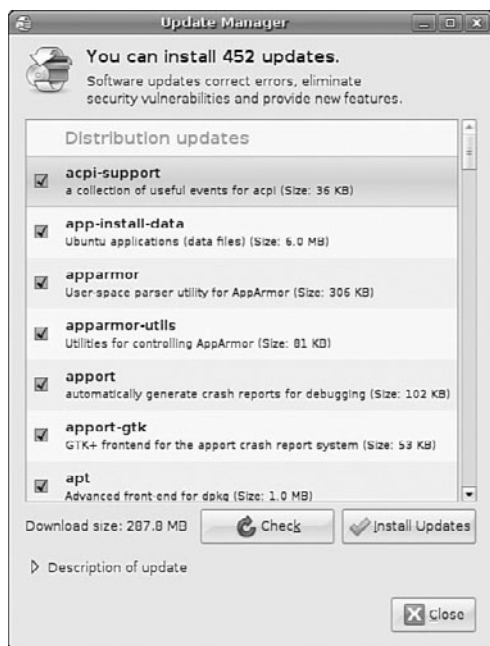 Update Manager
You can install 452 updates.
Software updates correct errors, eliminate
security vulnerabilities and provide new features.
Distribution updates
acpi-support
a collection of useful events for acpi (Size: 36 KB)
app-install-data
Ubuntu applications (data files) (Size: 6.0 MB)
apparmor
User-space parser utility for AppArmor (Size: 306 KB)
apparmor-utils
Utilities for controlling AppArmor (Size: 81 KB)
apport
automatically generate crash reports for debugging (Size: 102 KB)
apport-gtk
GTK+ frontend for the apport crash report system (Size: 53 KB)
apt
Advanced front-end for dpkg (Size: 1.0 MB)
Download size: 287.8 MB
Check
Install Updates
Description of update
Close